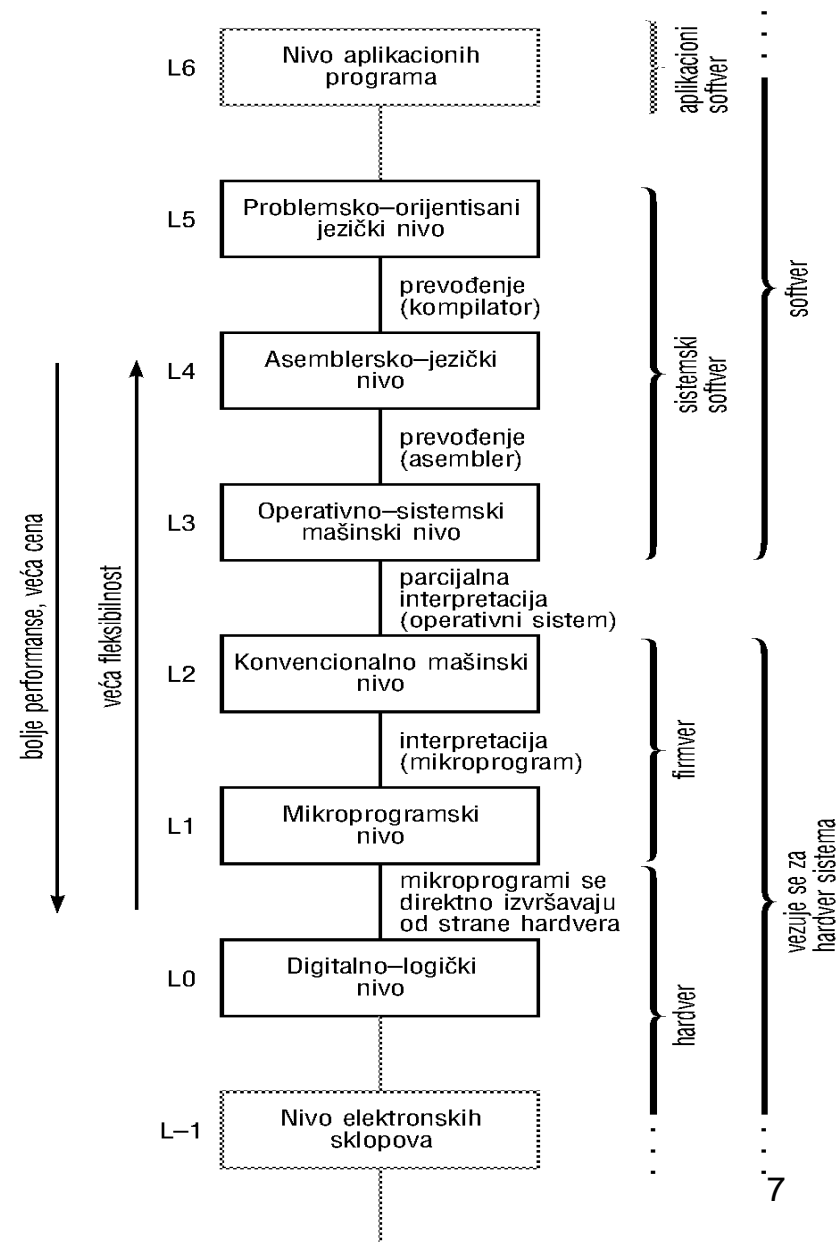 L6
Nivo aplikacionih
programa
aplikacioni
softver
L5
Problemsko–orijentisani
jezički nivo
prevođenje
(kompilator)
softver
L4
Asemblersko–jezički
nivo
sistemski
softver
prevođenje
(asembler)
L3
Operativno–sistemski
mašinski nivo
bolje performanse, veća cena
veća fleksibilnost
parcijalna
interpretacija
(operativni sistem)
L2
Konvencionalno mašinski
nivo
interpretacija
(mikroprogram)
firmver
L1
Mikroprogramski
nivo
mikroprogrami se
direktno izvršavaju
od strane hardvera
vezuje se za
hardver sistema
L0
Digitalno–logički
nivo
hardver
L–1
Nivo elektronskih
sklopova
7